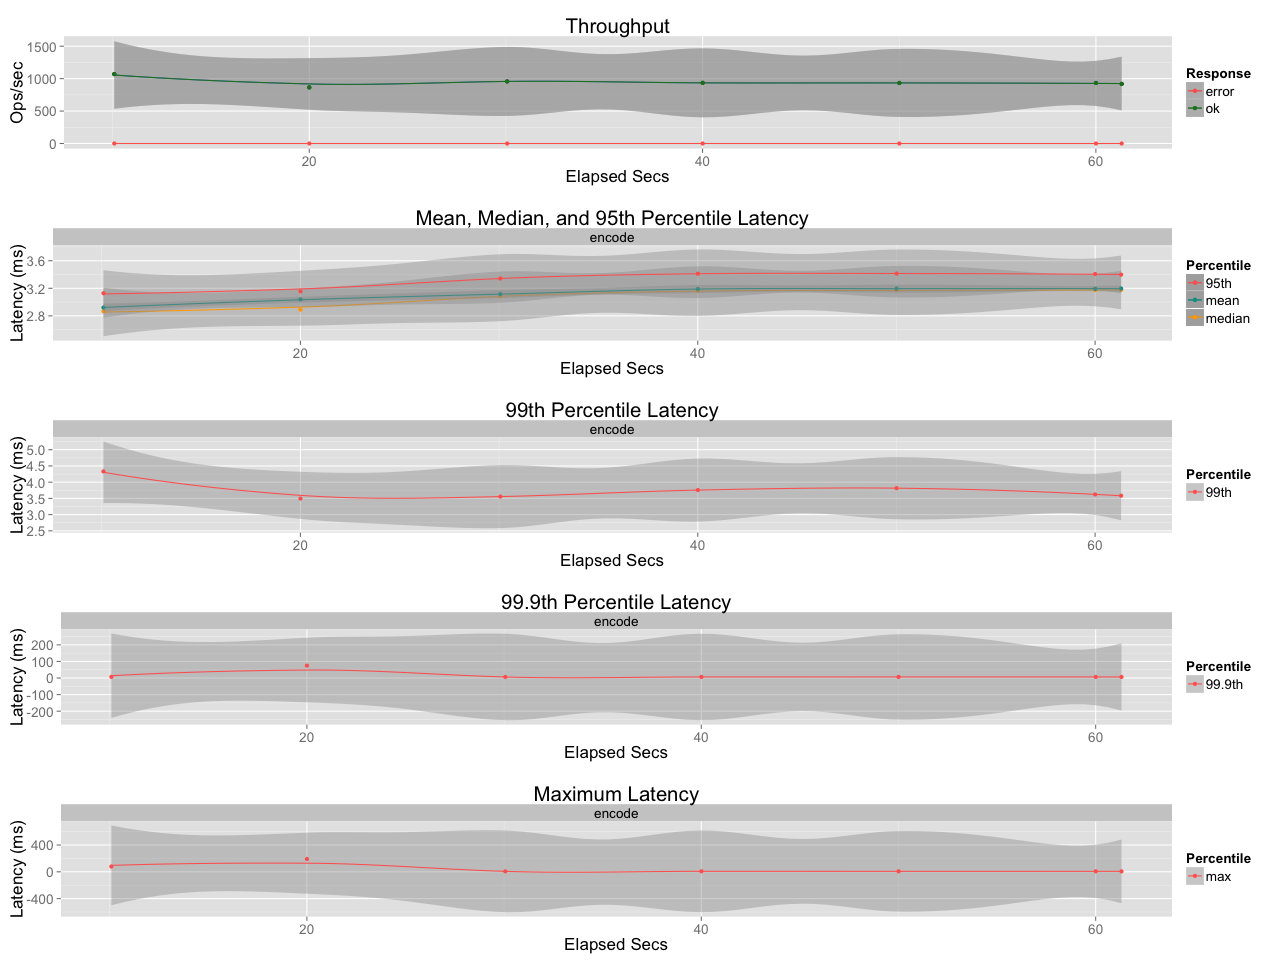 Throughput
1500
1000
500
0
Ops/sec
20 40 60
Elapsed Secs
Response
error
ok
Mean, Median, and 95th Percentile Latency
encode
3.6
3.2
2.8
Latency (ms)
20 40 60
Elapsed Secs
Percentile
95th
mean
median
99th Percentile Latency
encode
5.0
4.5
4.0
3.5
3.0
2.5
Latency (ms)
20 40 60
Elapsed Secs
Percentile
99th
99.9th Percentile Latency
encode
200
100
0
-100
-200
Latency (ms)
20 40 60
Elapsed Secs
Percentile
99.9th
Maximum Latency
encode
400
0
-400
Latency (ms)
20 40 60
Elapsed Secs
Percentile
max